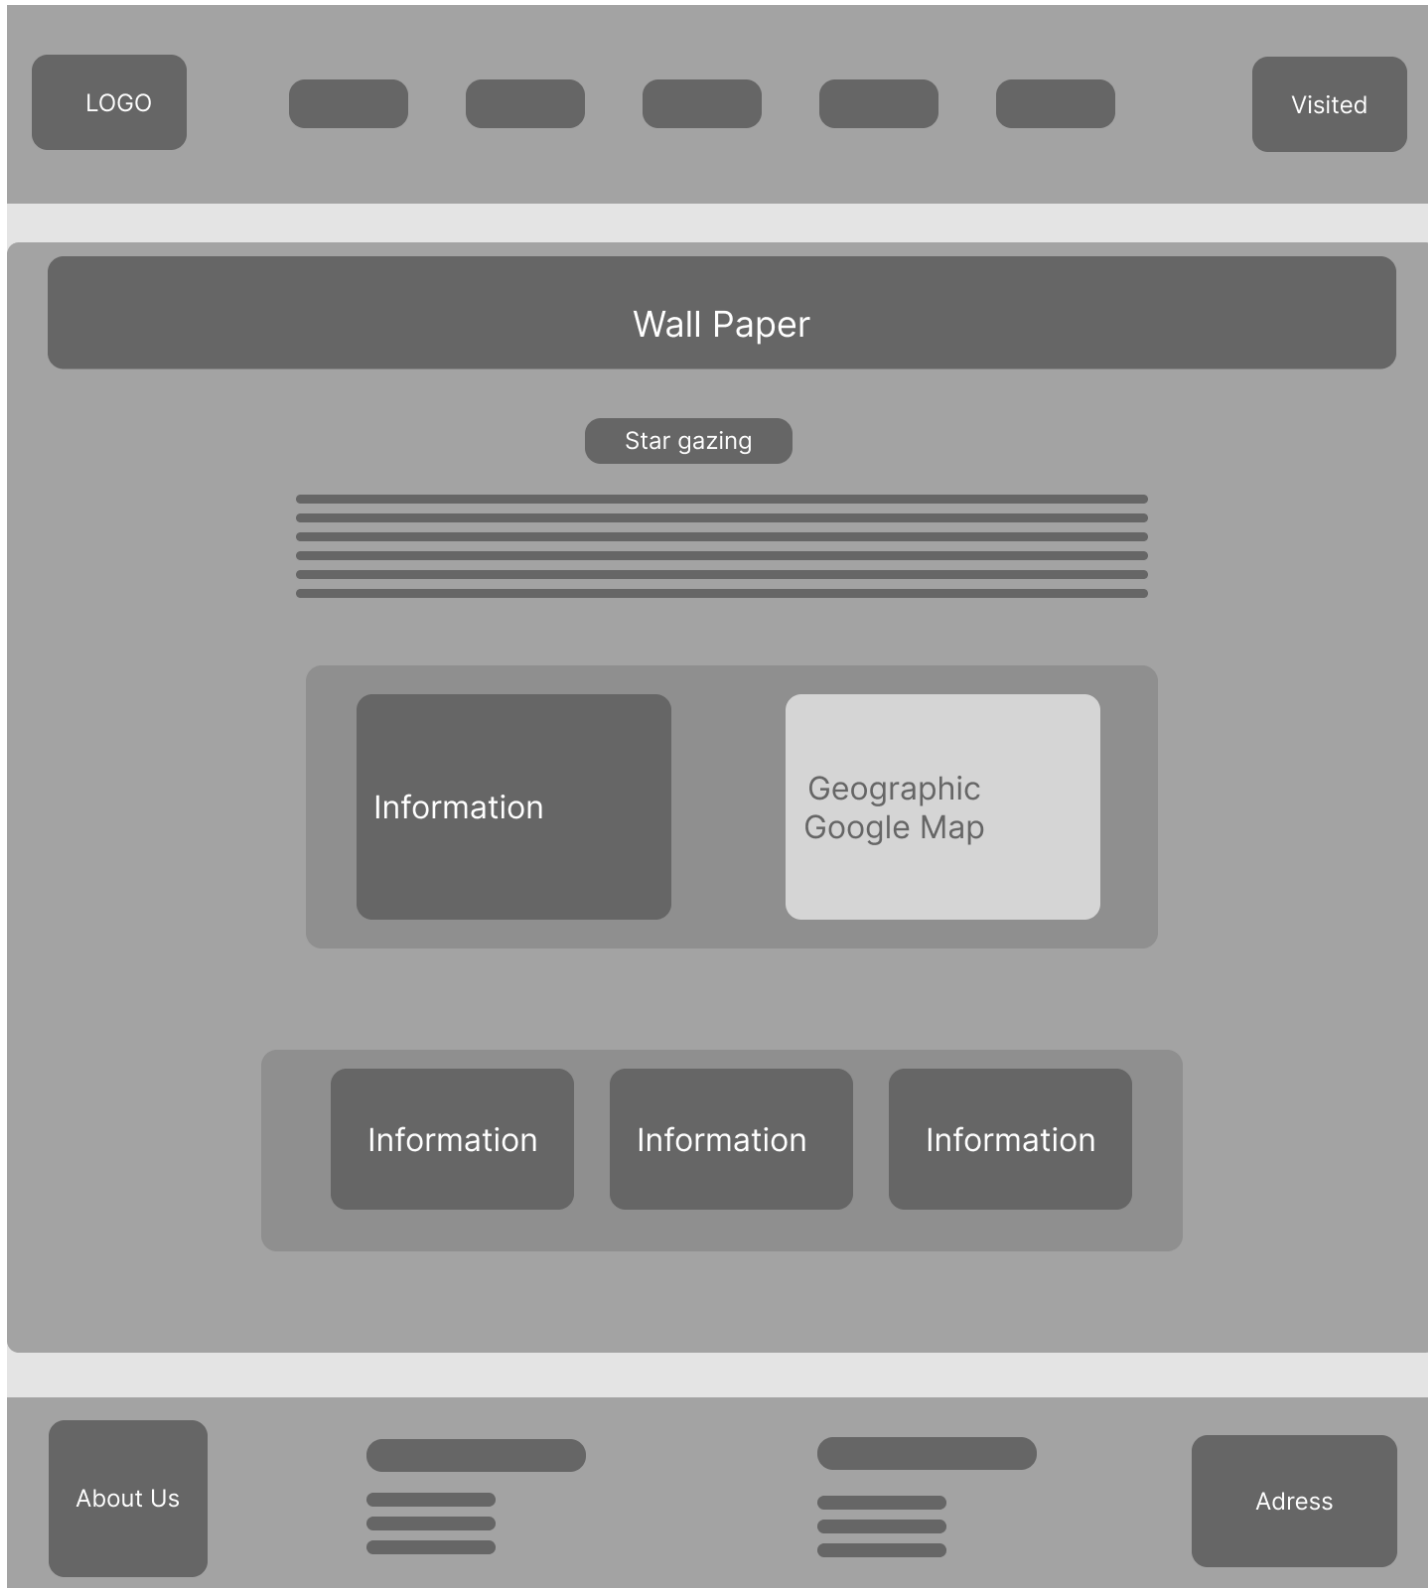 LOGO
Visited
Wall Paper
Star gazing
Information
Geographic
Google Map
Information
Information
Information
About Us
Adress